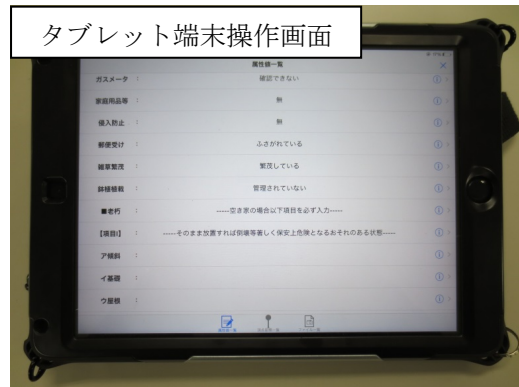 タブレット端末操作画面
属性値一覧
ガスメータ : 確認できない
家庭用品等 : 無
侵入防止 : 無
郵便受け : ふさがれている
雑草繁茂 : 繁茂している
鉢植植栽 : 管理されていない
■老朽 : -----空き家の場合以下項目を必ず入力-----
【項目Ⅰ】 : -----そのまま放置すれば倒壊等著しく保安上危険となるおそれのある状態-----
ア傾斜 :
イ基礎 :
ウ屋根 :